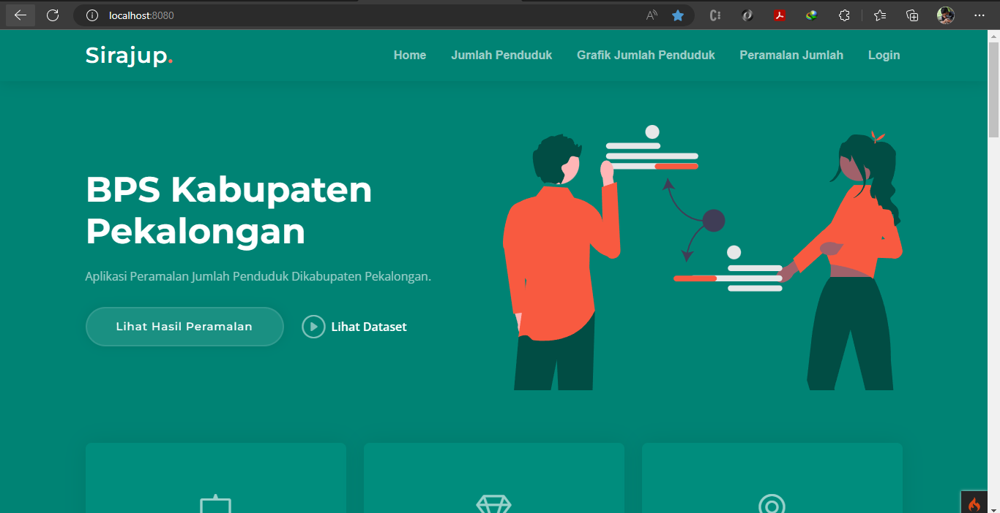 localhost:8080
Sirajup.
Home Jumlah Penduduk Grafik Jumlah Penduduk Peramalan Jumlah Login
BPS Kabupaten
Pekalongan
Aplikasi Peramalan Jumlah Penduduk Dikabupaten Pekalongan.
Lihat Hasil Peramalan Lihat Dataset